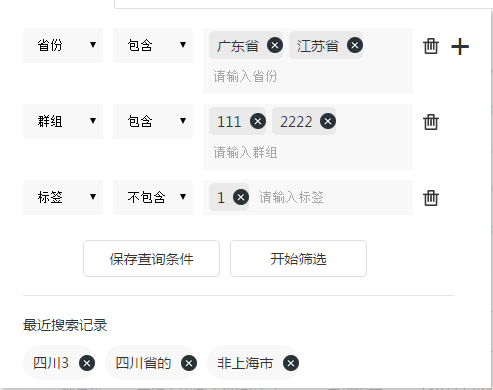 省份 包含 广东省 江苏省
请输入省份
群组 包含 111 2222
请输入群组
标签 不包含 1 请输入标签
保存查询条件 开始筛选
最近搜索记录
四川3 四川省的 非上海市